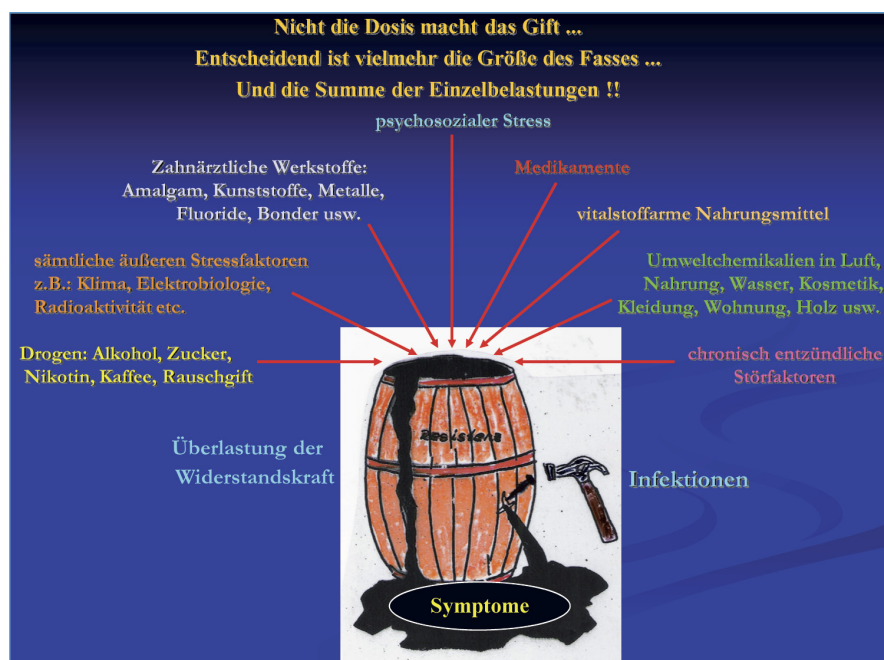 Nicht die Dosis macht das Gift ...
Entscheidend ist vielmehr die Größe des Fasses ...
Und die Summe der Einzelbelastungen !!
psychosozialer Stress
Zahnärztliche Werkstoffe:
Amalgam, Kunststoffe, Metalle,
Fluoride, Bonder usw.
Medikamente
vitalstoffarme Nahrungsmittel
sämtliche äußeren Stressfaktoren
z.B.: Klima, Elektrobiologie,
Radioaktivität etc.
Umweltchemikalien in Luft,
Nahrung, Wasser, Kosmetik,
Kleidung, Wohnung, Holz usw.
Drogen: Alkohol, Zucker,
Nikotin, Kaffee, Rauschgift
chronisch entzündliche
Störfaktoren
Resistenz
Überlastung der
Widerstandskraft
Infektionen
Symptome